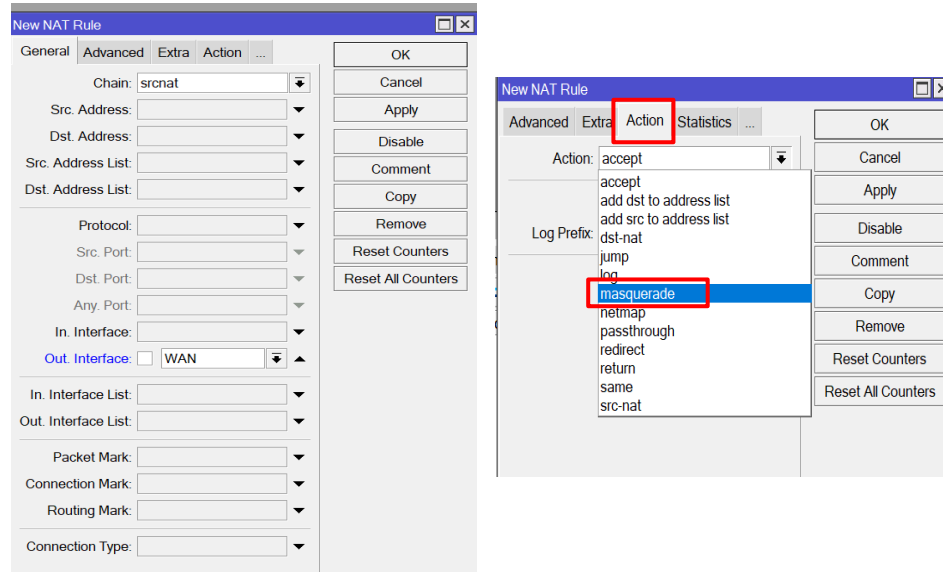 New NAT Rule
General Advanced Extra Action ...
Chain: srcnat
Src. Address:
Dst. Address:
Src. Address List:
Dst. Address List:
Protocol:
Src. Port:
Dst. Port:
Any. Port:
In. Interface:
Out. Interface: WAN
In. Interface List:
Out. Interface List:
Packet Mark:
Connection Mark:
Routing Mark:
Connection Type:
OK
Cancel
Apply
Disable
Comment
Copy
Remove
Reset Counters
Reset All Counters
New NAT Rule
Advanced Extra Action Statistics ...
Action: accept
accept
add dst to address list
add src to address list
dst-nat
jump
log
masquerade
netmap
passthrough
redirect
return
same
src-nat
Log Prefix:
OK
Cancel
Apply
Disable
Comment
Copy
Remove
Reset Counters
Reset All Counters